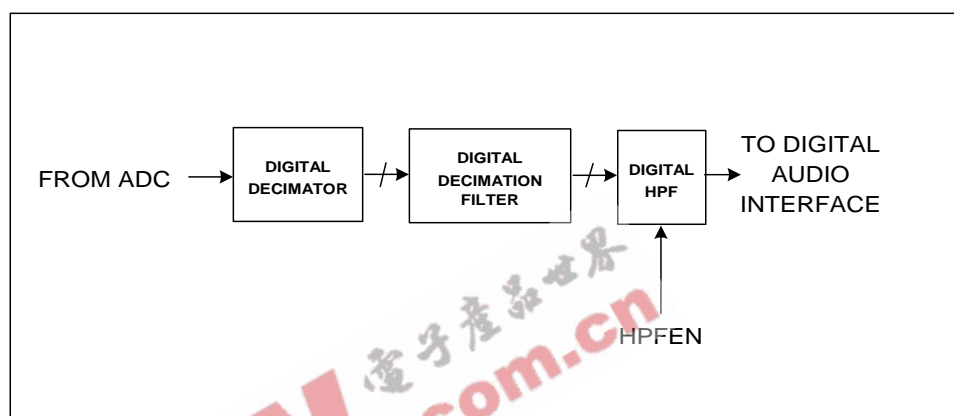 FROM ADC
DIGITAL
DECIMATOR
DIGITAL
DECIMATION
FILTER
DIGITAL
HPF
TO DIGITAL
AUDIO
INTERFACE
HPFEN
電子產品世界
.com.cn